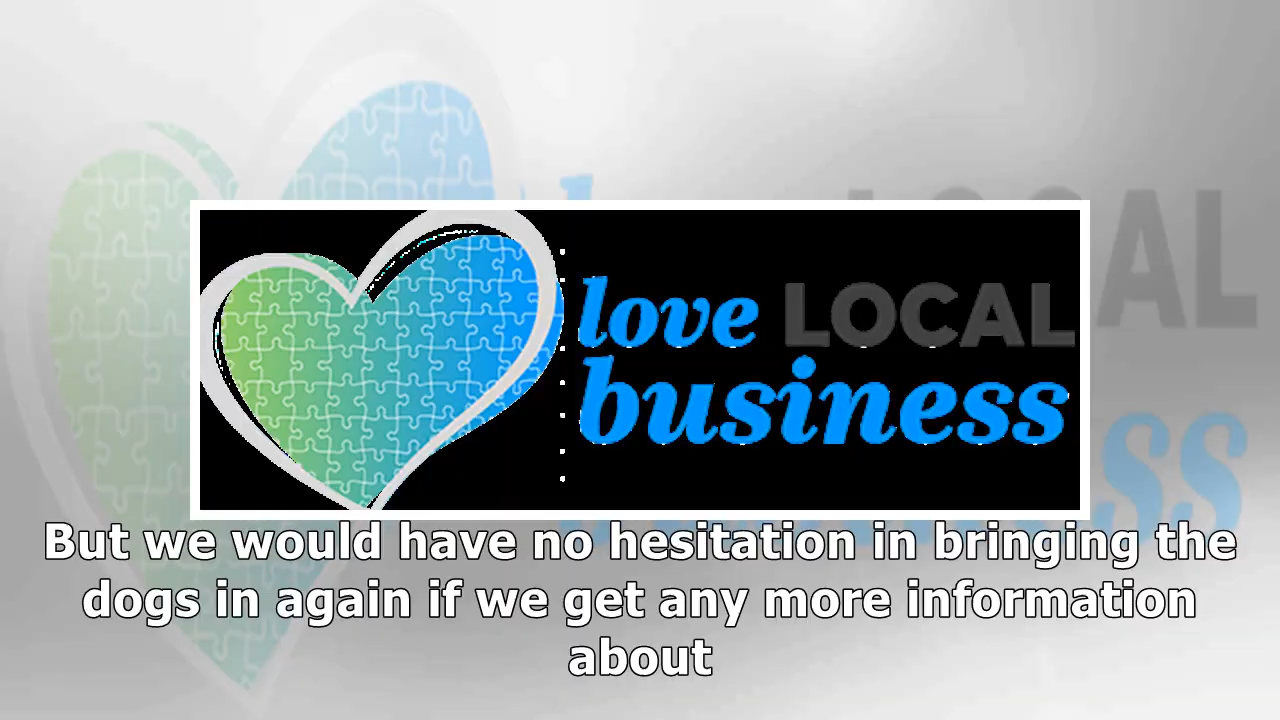 love LOCAL
business
But we would have no hesitation in bringing the
dogs in again if we get any more information
about